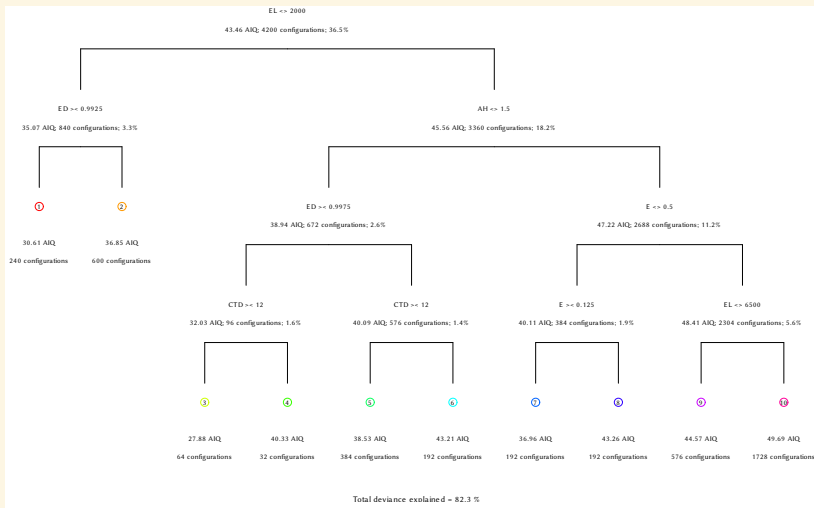 EL <> 2000
43.46 AIQ; 4200 configurations; 36.5%
ED >< 0.9925
35.07 AIQ; 840 configurations; 3.3%
AH <> 1.5
45.56 AIQ; 3360 configurations; 18.2%
1
30.61 AIQ
240 configurations
2
36.85 AIQ
600 configurations
ED >< 0.9975
38.94 AIQ; 672 configurations; 2.6%
E <> 0.5
47.22 AIQ; 2688 configurations; 11.2%
CTD >< 12
32.03 AIQ; 96 configurations; 1.6%
CTD >< 12
40.09 AIQ; 576 configurations; 1.4%
E >< 0.125
40.11 AIQ; 384 configurations; 1.9%
EL <> 6500
48.41 AIQ; 2304 configurations; 5.6%
3
27.88 AIQ
64 configurations
4
40.33 AIQ
32 configurations
5
38.53 AIQ
384 configurations
6
43.21 AIQ
192 configurations
7
36.96 AIQ
192 configurations
8
43.26 AIQ
192 configurations
9
44.57 AIQ
576 configurations
10
49.69 AIQ
1728 configurations
Total deviance explained = 82.3 %